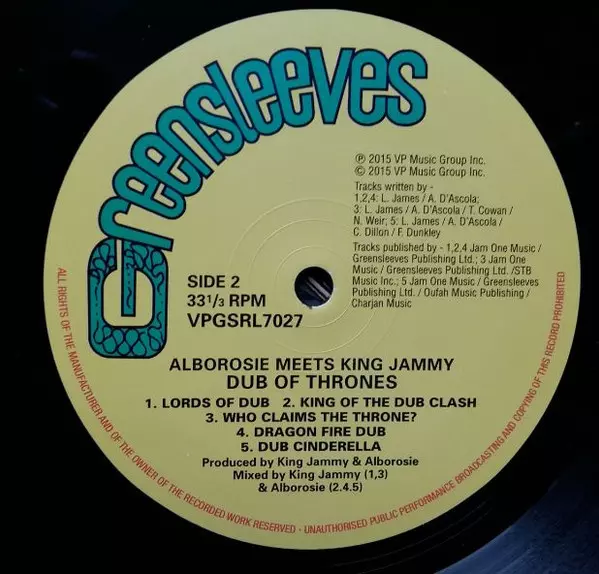 Greensleeves
℗ 2015 VP Music Group Inc.
© 2015 VP Music Group Inc.
Tracks written by -
1,2,4: L. James / A. D'Ascola;
3: L. James / A. D'Ascola / T. Cowan /
N. Weir; 5: L. James / A. D'Ascola /
C. Dillon / F. Dunkley
Tracks published by - 1,2,4 Jam One Music /
Greensleeves Publishing Ltd.; 3 Jam One
Music / Greensleeves Publishing Ltd. /STB
Music Inc.; 5 Jam One Music / Greensleeves
Publishing Ltd. / Oufah Music Publishing /
Charjan Music
SIDE 2
33 1/3 RPM
VPGSRL7027
ALBOROSIE MEETS KING JAMMY
DUB OF THRONES
1. LORDS OF DUB 2. KING OF THE DUB CLASH
3. WHO CLAIMS THE THRONE?
4. DRAGON FIRE DUB
5. DUB CINDERELLA
Produced by King Jammy & Alborosie
Mixed by King Jammy (1,3)
& Alborosie (2.4.5)
ALL RIGHTS OF THE MANUFACTURER AND OF THE OWNER OF THE RECORDED WORK RESERVED - UNAUTHORISED PUBLIC PERFORMANCE BROADCASTING AND COPYING OF THIS RECORD PROHIBITED